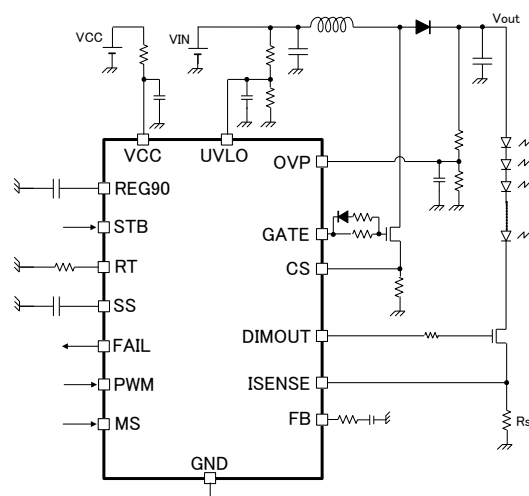 VCC
VIN
Vout
VCC
UVLO
OVP
REG90
STB
GATE
RT
CS
SS
DIMOUT
FAIL
PWM
ISENSE
MS
FB
Rs
GND